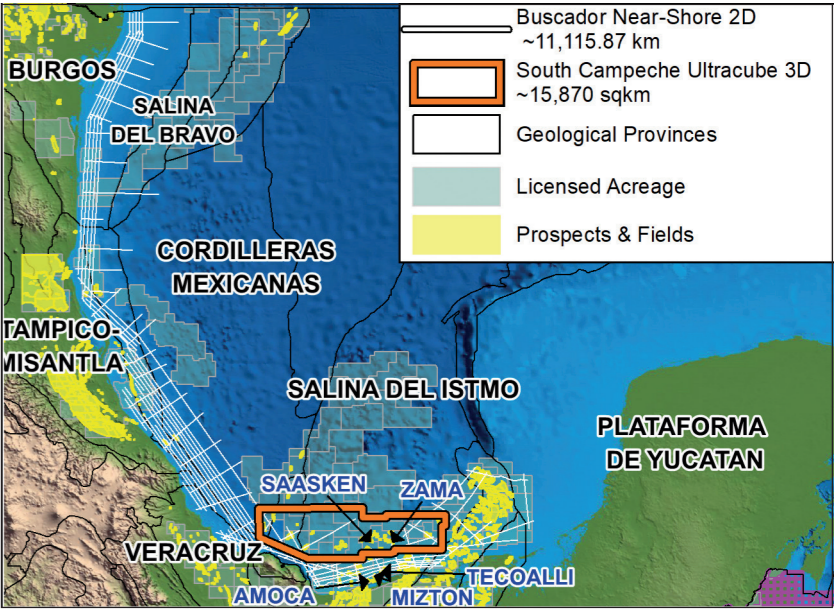 Buscador Near-Shore 2D
~11,115.87 km
South Campeche Ultracube 3D
~15,870 sqkm
Geological Provinces
Licensed Acreage
Prospects & Fields
BURGOS
SALINA
DEL BRAVO
CORDILLERAS
MEXICANAS
TAMPICO-
MISANTLA
SALINA DEL ISTMO
PLATAFORMA
DE YUCATAN
SAASKEN
ZAMA
VERACRUZ
TECOALLI
AMOCA
MIZTON